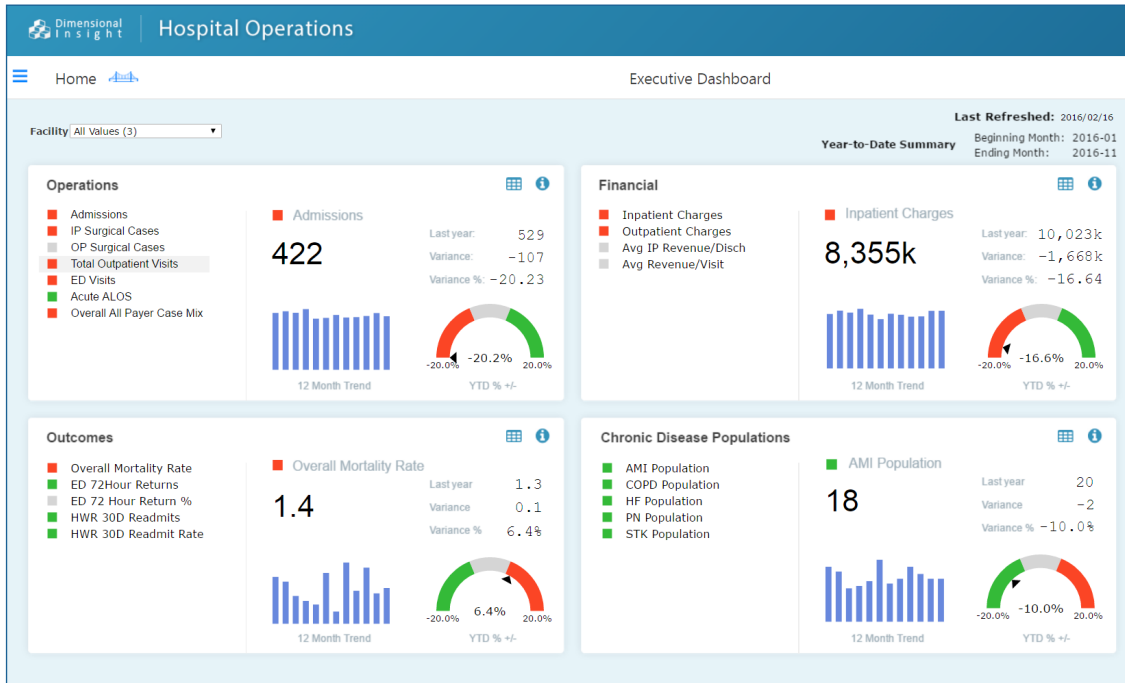 Dimensional
Insight
Hospital Operations
Home
Executive Dashboard
Facility All Values (3)
Last Refreshed: 2016/02/16
Year-to-Date Summary
Beginning Month: 2016-01
Ending Month: 2016-11
Operations
Admissions
IP Surgical Cases
OP Surgical Cases
Total Outpatient Visits
ED Visits
Acute ALOS
Overall All Payer Case Mix
Admissions
422
Last year: 529
Variance: -107
Variance %: -20.23
12 Month Trend
-20.2%
-20.0% 20.0%
YTD % +/-
Financial
Inpatient Charges
Outpatient Charges
Avg IP Revenue/Disch
Avg Revenue/Visit
Inpatient Charges
8,355k
Last year: 10,023k
Variance: -1,668k
Variance %: -16.64
12 Month Trend
-16.6%
-20.0% 20.0%
YTD % +/-
Outcomes
Overall Mortality Rate
ED 72Hour Returns
ED 72 Hour Return %
HWR 30D Readmits
HWR 30D Readmit Rate
Overall Mortality Rate
1.4
Last year 1.3
Variance 0.1
Variance % 6.4%
12 Month Trend
6.4%
-20.0% 20.0%
YTD % +/-
Chronic Disease Populations
AMI Population
COPD Population
HF Population
PN Population
STK Population
AMI Population
18
Last year 20
Variance -2
Variance % -10.0%
12 Month Trend
-10.0%
-20.0% 20.0%
YTD % +/-